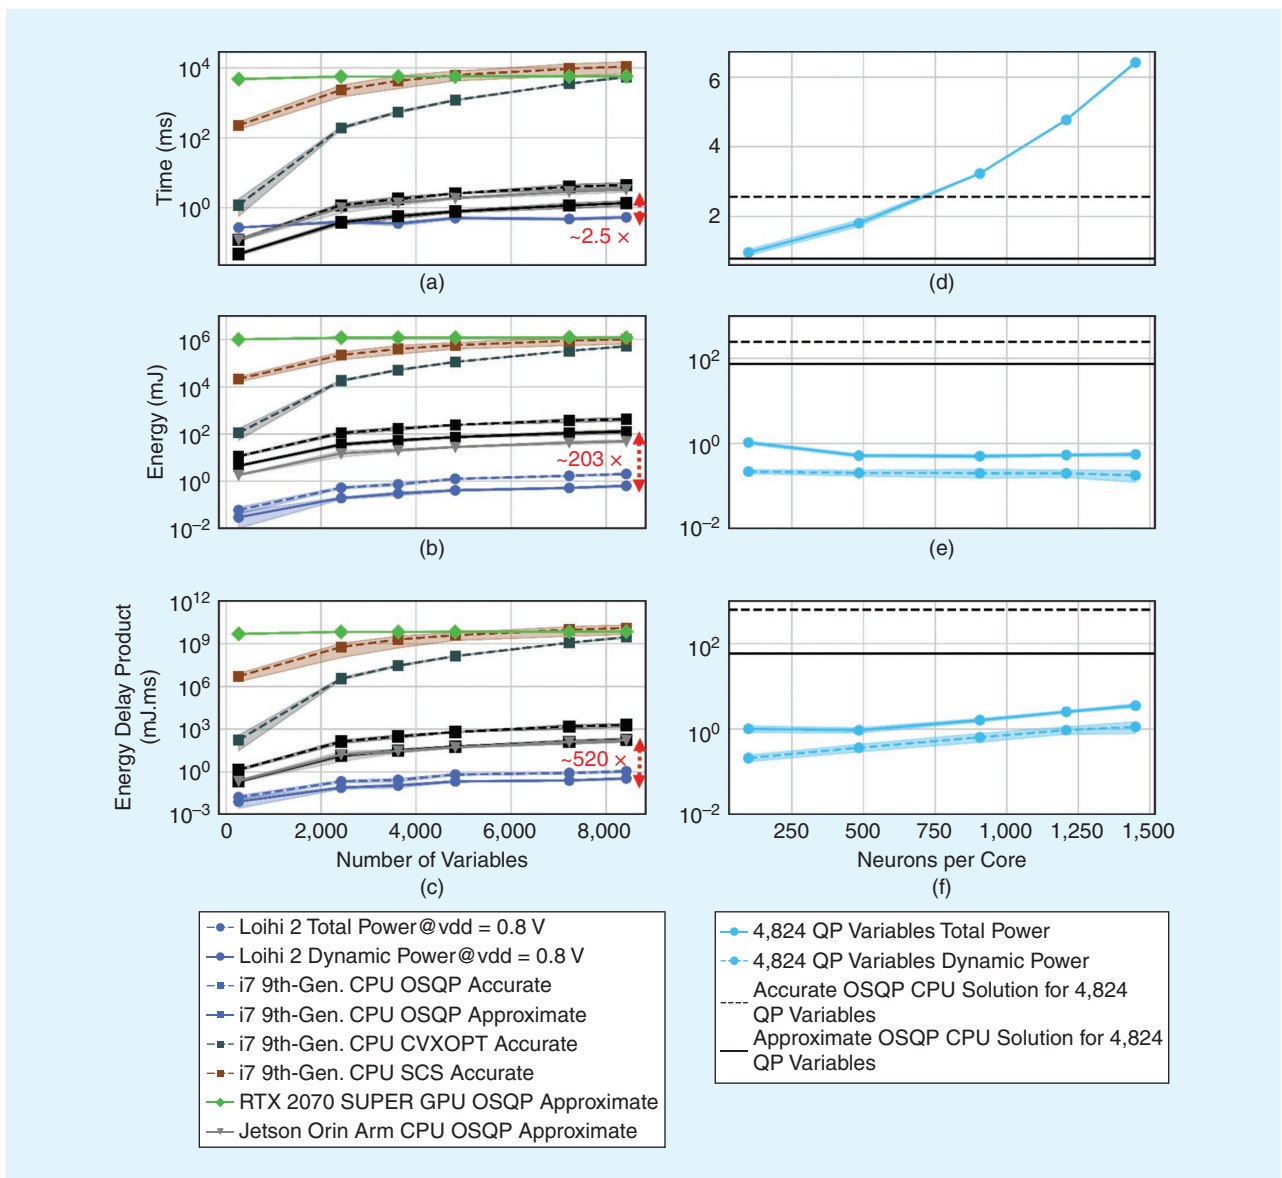 Time (ms)
10^4
10^2
10^0
~2.5 ×
(a)
6
4
2
(d)
Energy (mJ)
10^6
10^4
10^2
10^0
10^–2
~203 ×
(b)
10^2
10^0
10^–2
(e)
Energy Delay Product
(mJ.ms)
10^12
10^9
10^6
10^3
10^0
10^–3
~520 ×
0 2,000 4,000 6,000 8,000
Number of Variables
(c)
10^2
10^0
10^–2
250 500 750 1,000 1,250 1,500
Neurons per Core
(f)
Loihi 2 Total Power@vdd = 0.8 V
Loihi 2 Dynamic Power@vdd = 0.8 V
i7 9th-Gen. CPU OSQP Accurate
i7 9th-Gen. CPU OSQP Approximate
i7 9th-Gen. CPU CVXOPT Accurate
i7 9th-Gen. CPU SCS Accurate
RTX 2070 SUPER GPU OSQP Approximate
Jetson Orin Arm CPU OSQP Approximate
4,824 QP Variables Total Power
4,824 QP Variables Dynamic Power
Accurate OSQP CPU Solution for 4,824
QP Variables
Approximate OSQP CPU Solution for 4,824
QP Variables